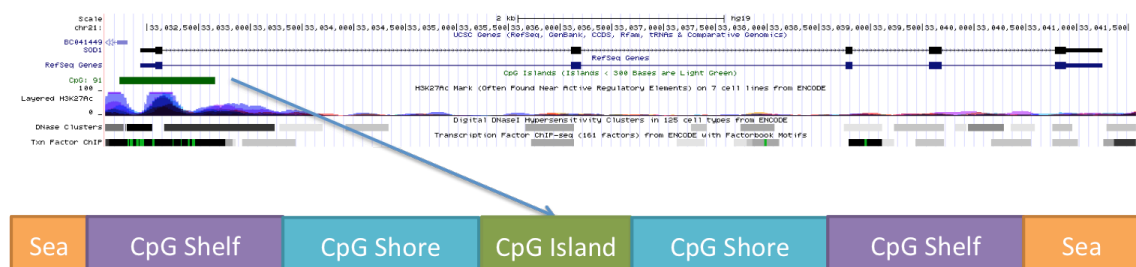 Scale 2 kb hg19
chr21: |33,032,500| 33,033,000| 33,033,500| 33,034,000| 33,034,500| 33,035,000| 33,035,500| 33,036,000| 33,036,500| 33,037,000| 33,037,500| 33,038,000| 33,038,500| 33,039,000| 33,039,500| 33,040,000| 33,040,500| 33,041,000| 33,041,500|
UCSC Genes (RefSeq, GenBank, CCDS, Rfam, tRNAs & Comparative Genomics)
BC041449
SOD1
RefSeq Genes
RefSeq Genes
CpG Islands (Islands < 300 Bases are Light Green)
CpG: 91
H3K27Ac Mark (Often Found Near Active Regulatory Elements) on 7 cell lines from ENCODE
100 _
Layered H3K27Ac
0 _
Digital DNaseI Hypersensitivity Clusters in 125 cell types from ENCODE
DNase Clusters
Transcription Factor ChIP-seq (161 factors) from ENCODE with Factorbook Motifs
Txn Factor ChIP
Sea CpG Shelf CpG Shore CpG Island CpG Shore CpG Shelf Sea